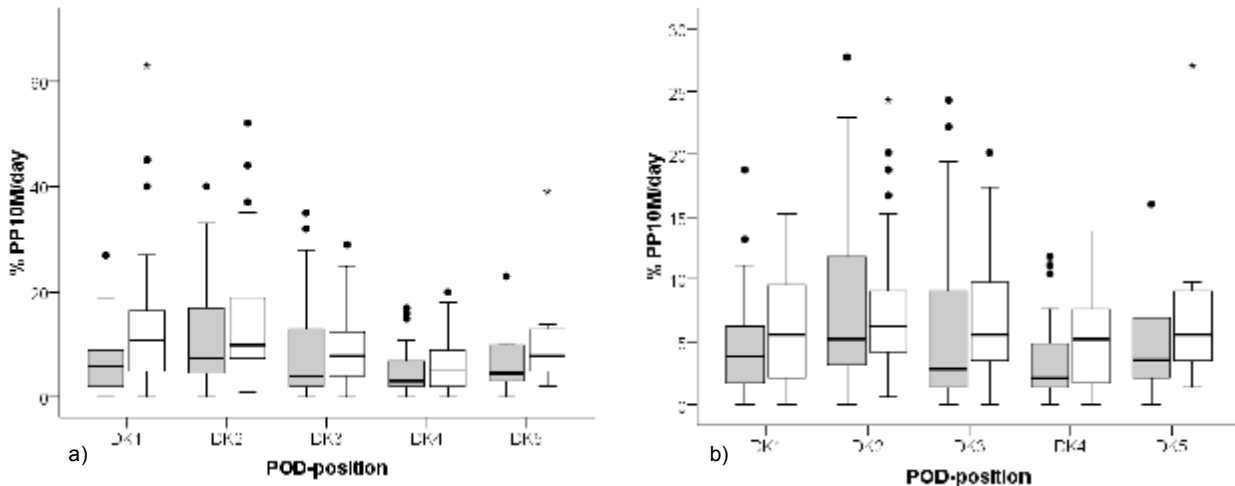 % PP10M/day
60
40
20
0
DK1 DK2 DK3 DK4 DK5
a)
POD-position
% PP10M/day
30
25
20
15
10
5
0
DK1 DK2 DK3 DK4 DK5
b)
POD-position